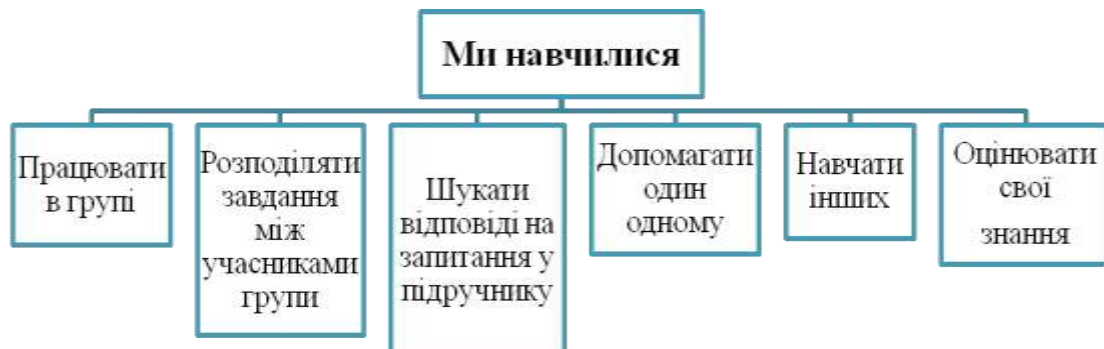 Ми навчилися
Працювати
в групі
Розподіляти
завдання
між
учасниками
групи
Шукати
відповіді на
запитання у
підручнику
Допомагати
один
одному
Навчати
інших
Оцінювати
свої
знання